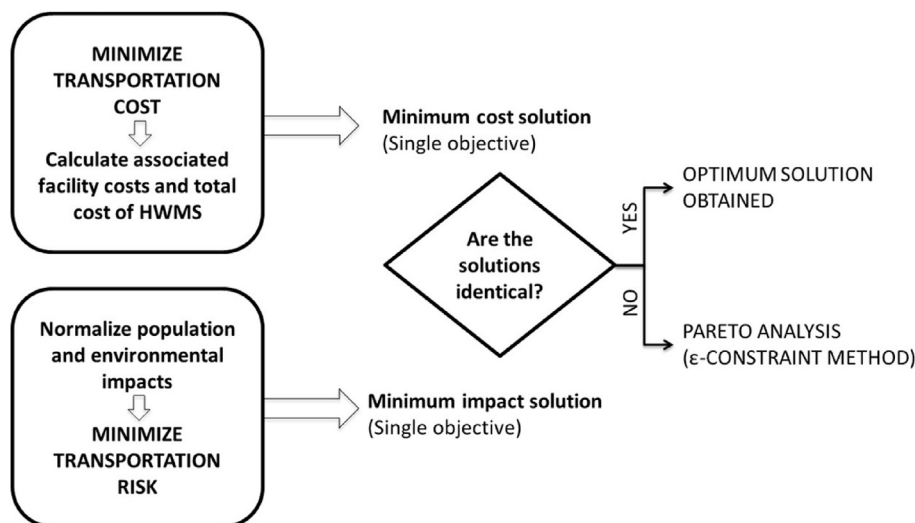 MINIMIZE
TRANSPORTATION
COST
Calculate associated
facility costs and total
cost of HWMS
Minimum cost solution
(Single objective)
Are the
solutions
identical?
YES
NO
OPTIMUM SOLUTION
OBTAINED
PARETO ANALYSIS
(ε-CONSTRAINT METHOD)
Normalize population
and environmental
impacts
MINIMIZE
TRANSPORTATION
RISK
Minimum impact solution
(Single objective)